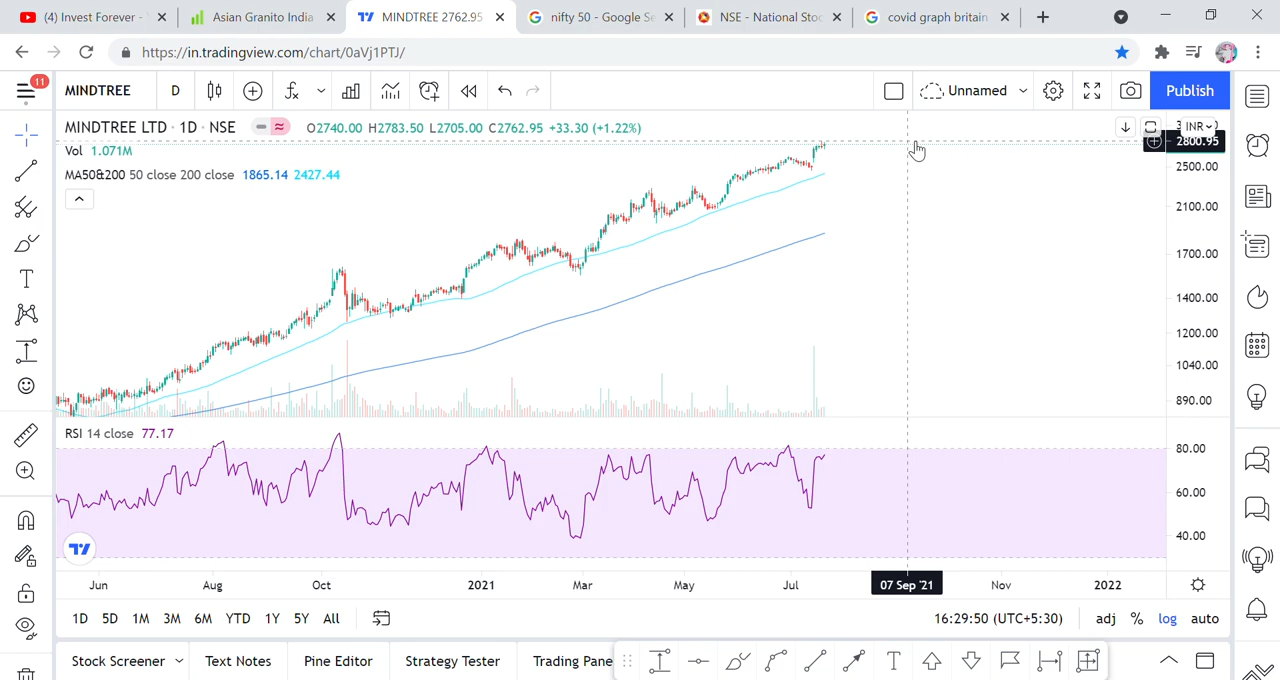 (4) Invest Forever -
Asian Granito India
MINDTREE 2762.95
nifty 50 - Google Se
NSE - National Stoc
covid graph britain
https://in.tradingview.com/chart/0aVj1PTJ/
11
MINDTREE
D
Unnamed
Publish
MINDTREE LTD · 1D · NSE
O2740.00 H2783.50 L2705.00 C2762.95 +33.30 (+1.22%)
INR
2800.95
Vol 1.071M
MA50&200 50 close 200 close 1865.14 2427.44
2500.00
2100.00
1700.00
1400.00
1200.00
1040.00
890.00
RSI 14 close 77.17
80.00
60.00
40.00
Jun
Aug
Oct
2021
Mar
May
Jul
07 Sep '21
Nov
2022
1D 5D 1M 3M 6M YTD 1Y 5Y All
16:29:50 (UTC+5:30)
adj % log auto
Stock Screener
Text Notes
Pine Editor
Strategy Tester
Trading Pane